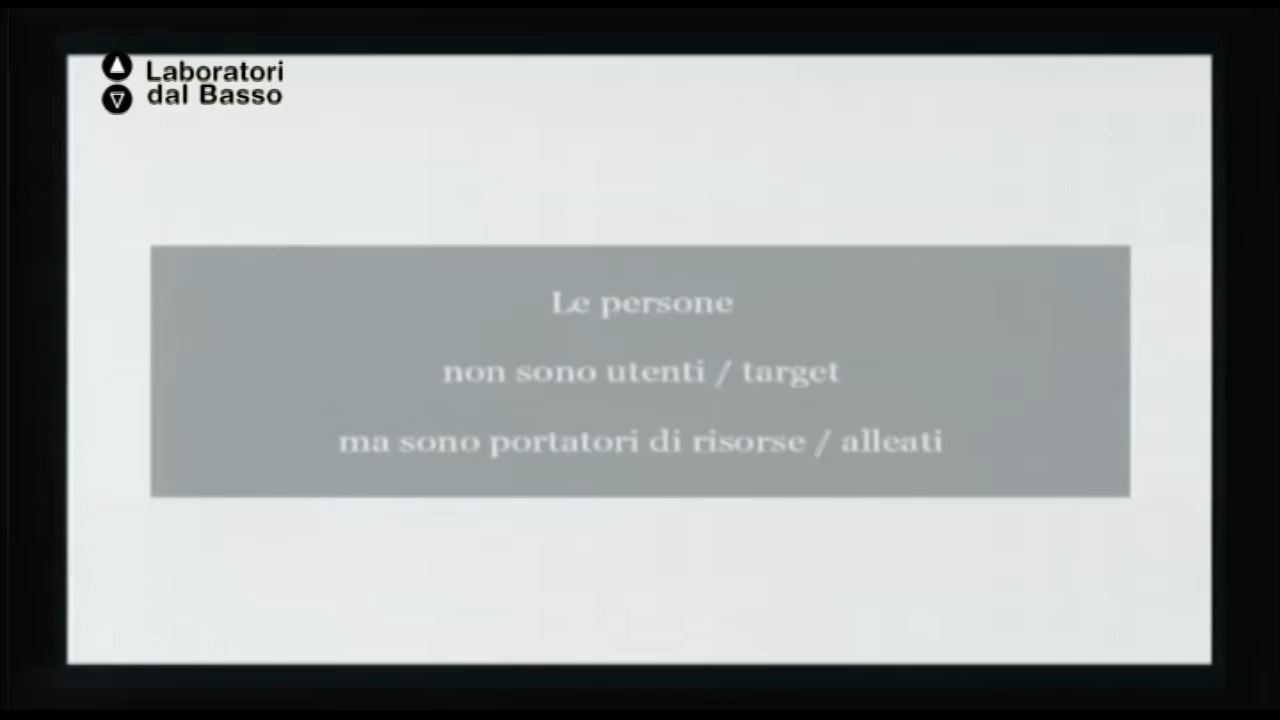 Laboratori
dal Basso
Le persone
non sono utenti / target
ma sono portatori di risorse / alleati